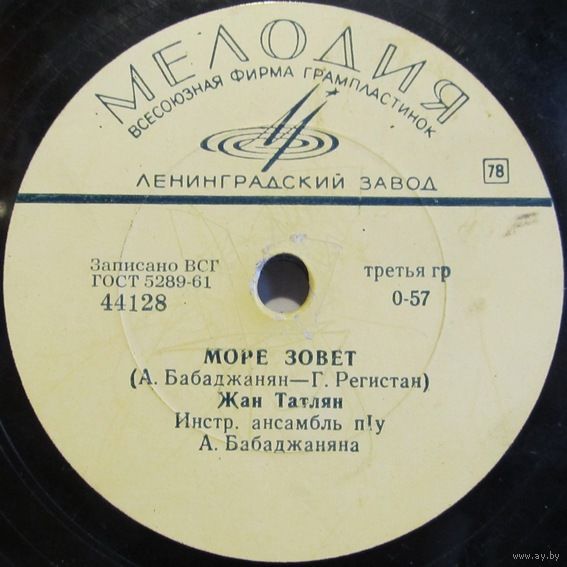 МЕЛОДИЯ
ВСЕСОЮЗНАЯ ФИРМА ГРАМПЛАСТИНОК
ЛЕНИНГРАДСКИЙ ЗАВОД
78
Записано ВСГ
ГОСТ 5289-61
44128
третья гр
0-57
МОРЕ ЗОВЕТ
(А. Бабаджанян—Г. Регистан)
Жан Татлян
Инстр. ансамбль п!у
А. Бабаджаняна
www.ay.by